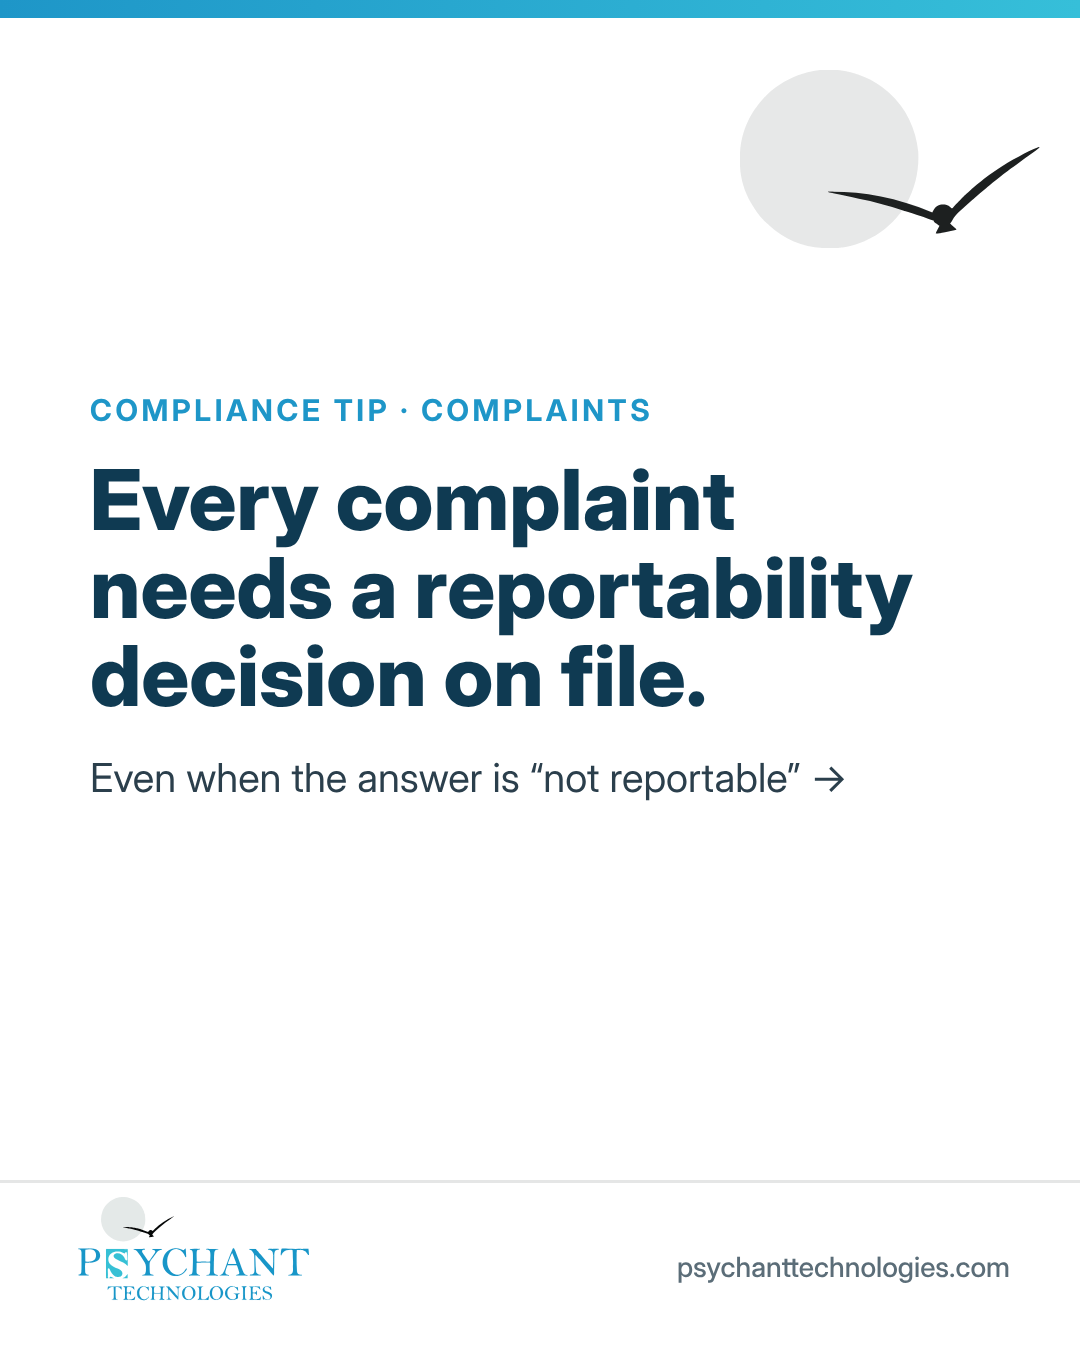 COMPLIANCE TIP · COMPLAINTS
Every complaint
needs a reportability
decision on file.
Even when the answer is “not reportable” →
PSYCHANT
TECHNOLOGIES
psychanttechnologies.com